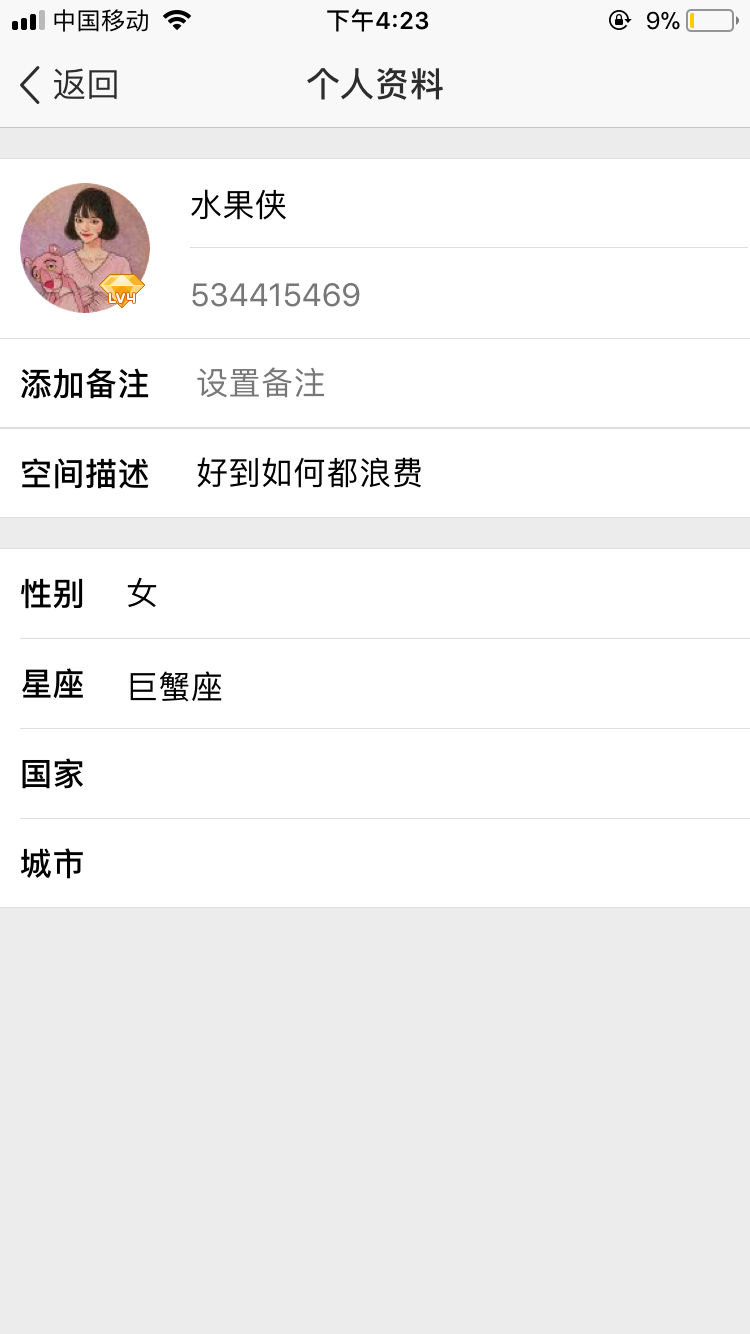 中国移动 下午4:23 9%
返回 个人资料
水果侠
LV4
534415469
添加备注 设置备注
空间描述 好到如何都浪费
性别 女
星座 巨蟹座
国家
城市